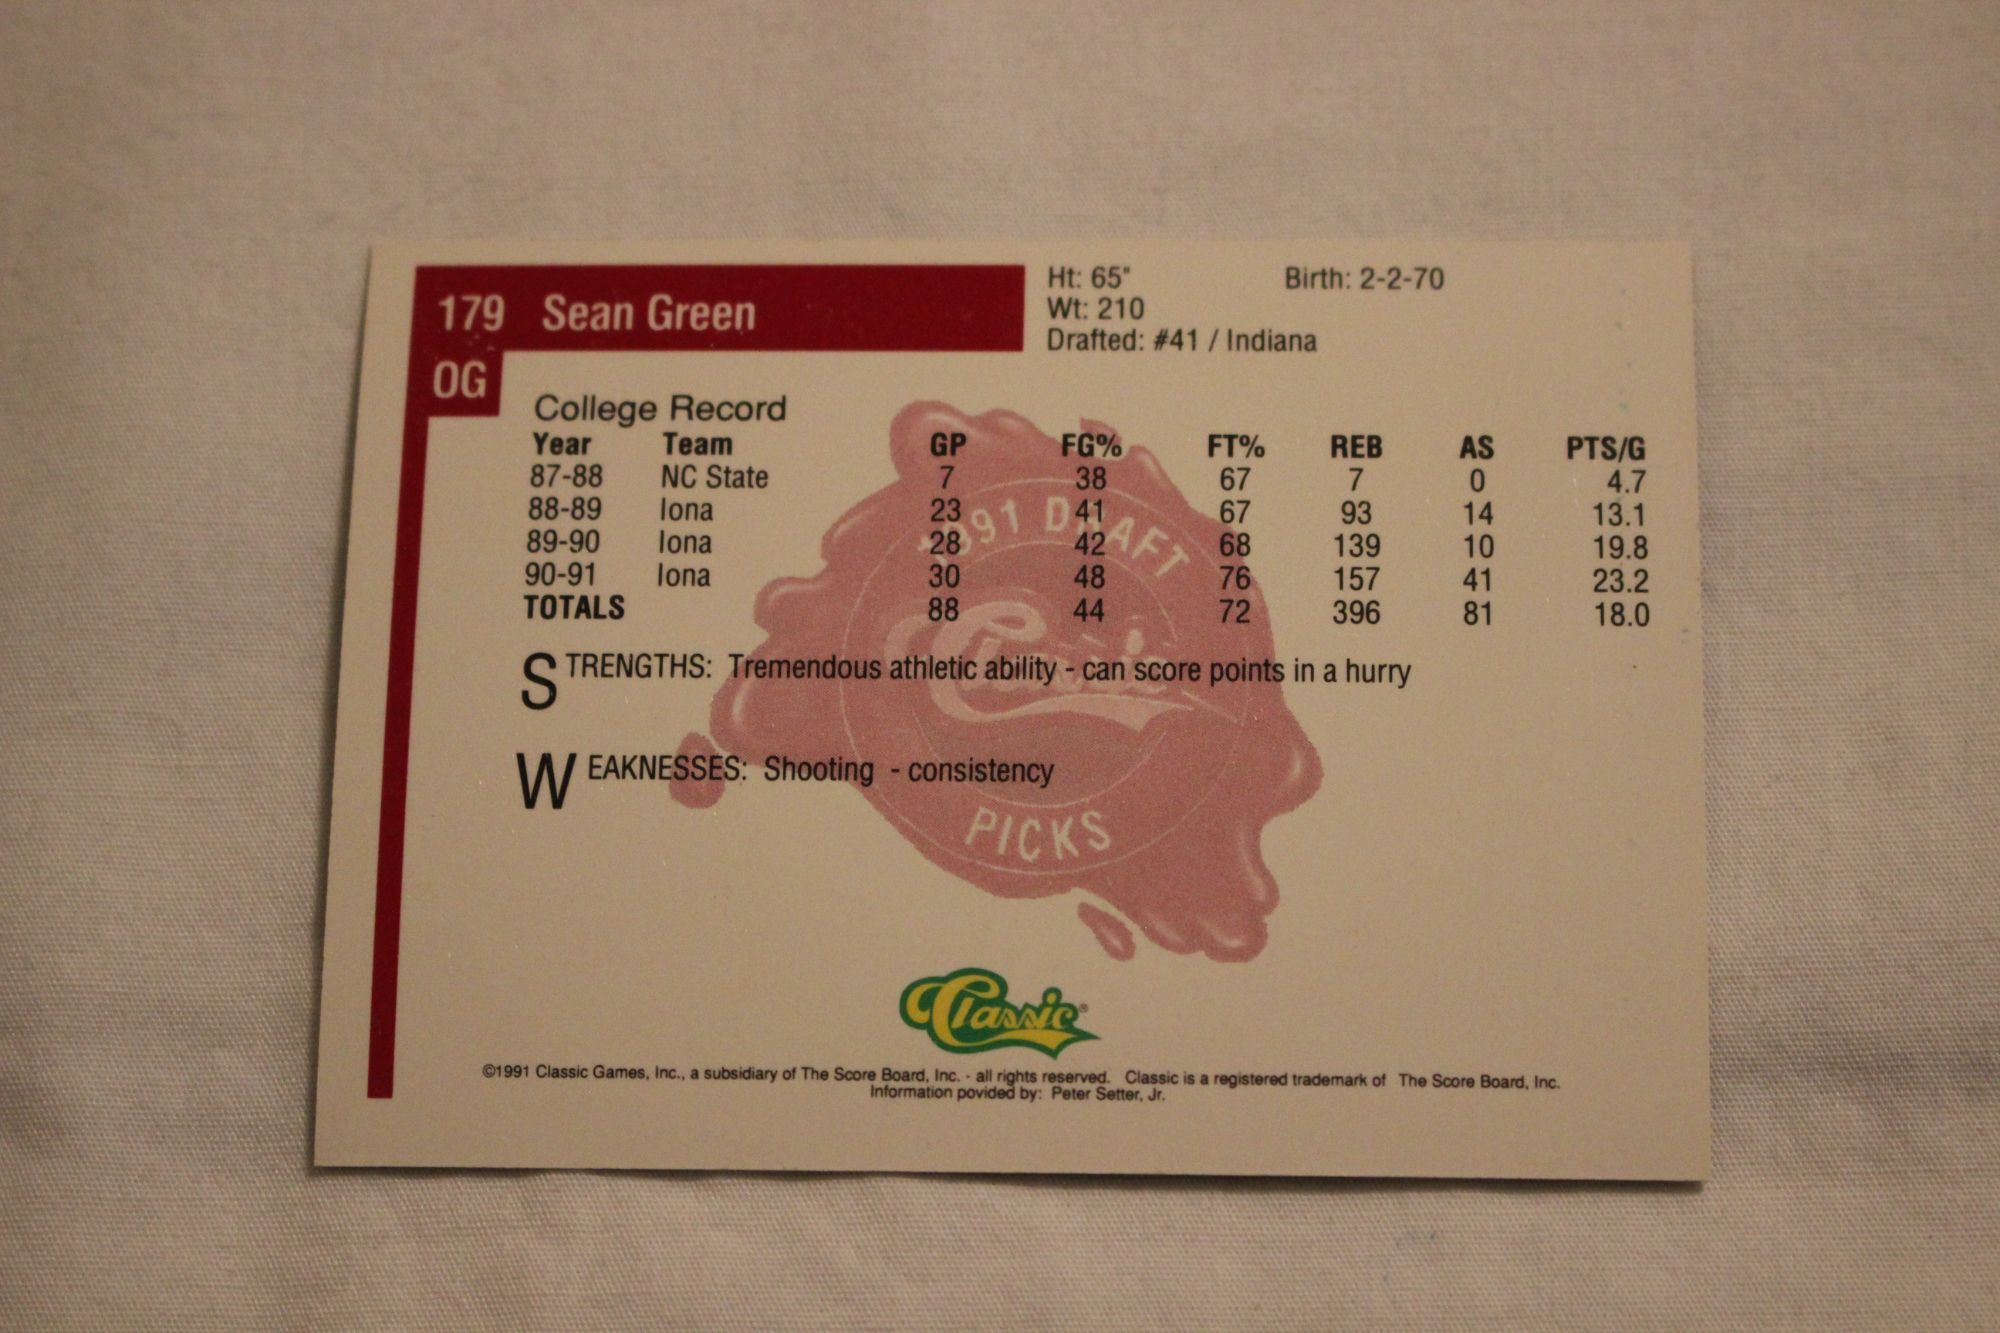 179 Sean Green
OG
Ht: 65" Birth: 2-2-70
Wt: 210
Drafted: #41 / Indiana
College Record
Year Team GP FG% FT% REB AS PTS/G
87-88 NC State 7 38 67 7 0 4.7
88-89 Iona 23 41 67 93 14 13.1
89-90 Iona 28 42 68 139 10 19.8
90-91 Iona 30 48 76 157 41 23.2
TOTALS 88 44 72 396 81 18.0
STRENGTHS: Tremendous athletic ability - can score points in a hurry
WEAKNESSES: Shooting - consistency
1991 DRAFT
Classic
PICKS
Classic®
©1991 Classic Games, Inc., a subsidiary of The Score Board, Inc. - all rights reserved. Classic is a registered trademark of The Score Board, Inc.
Information povided by: Peter Setter, Jr.